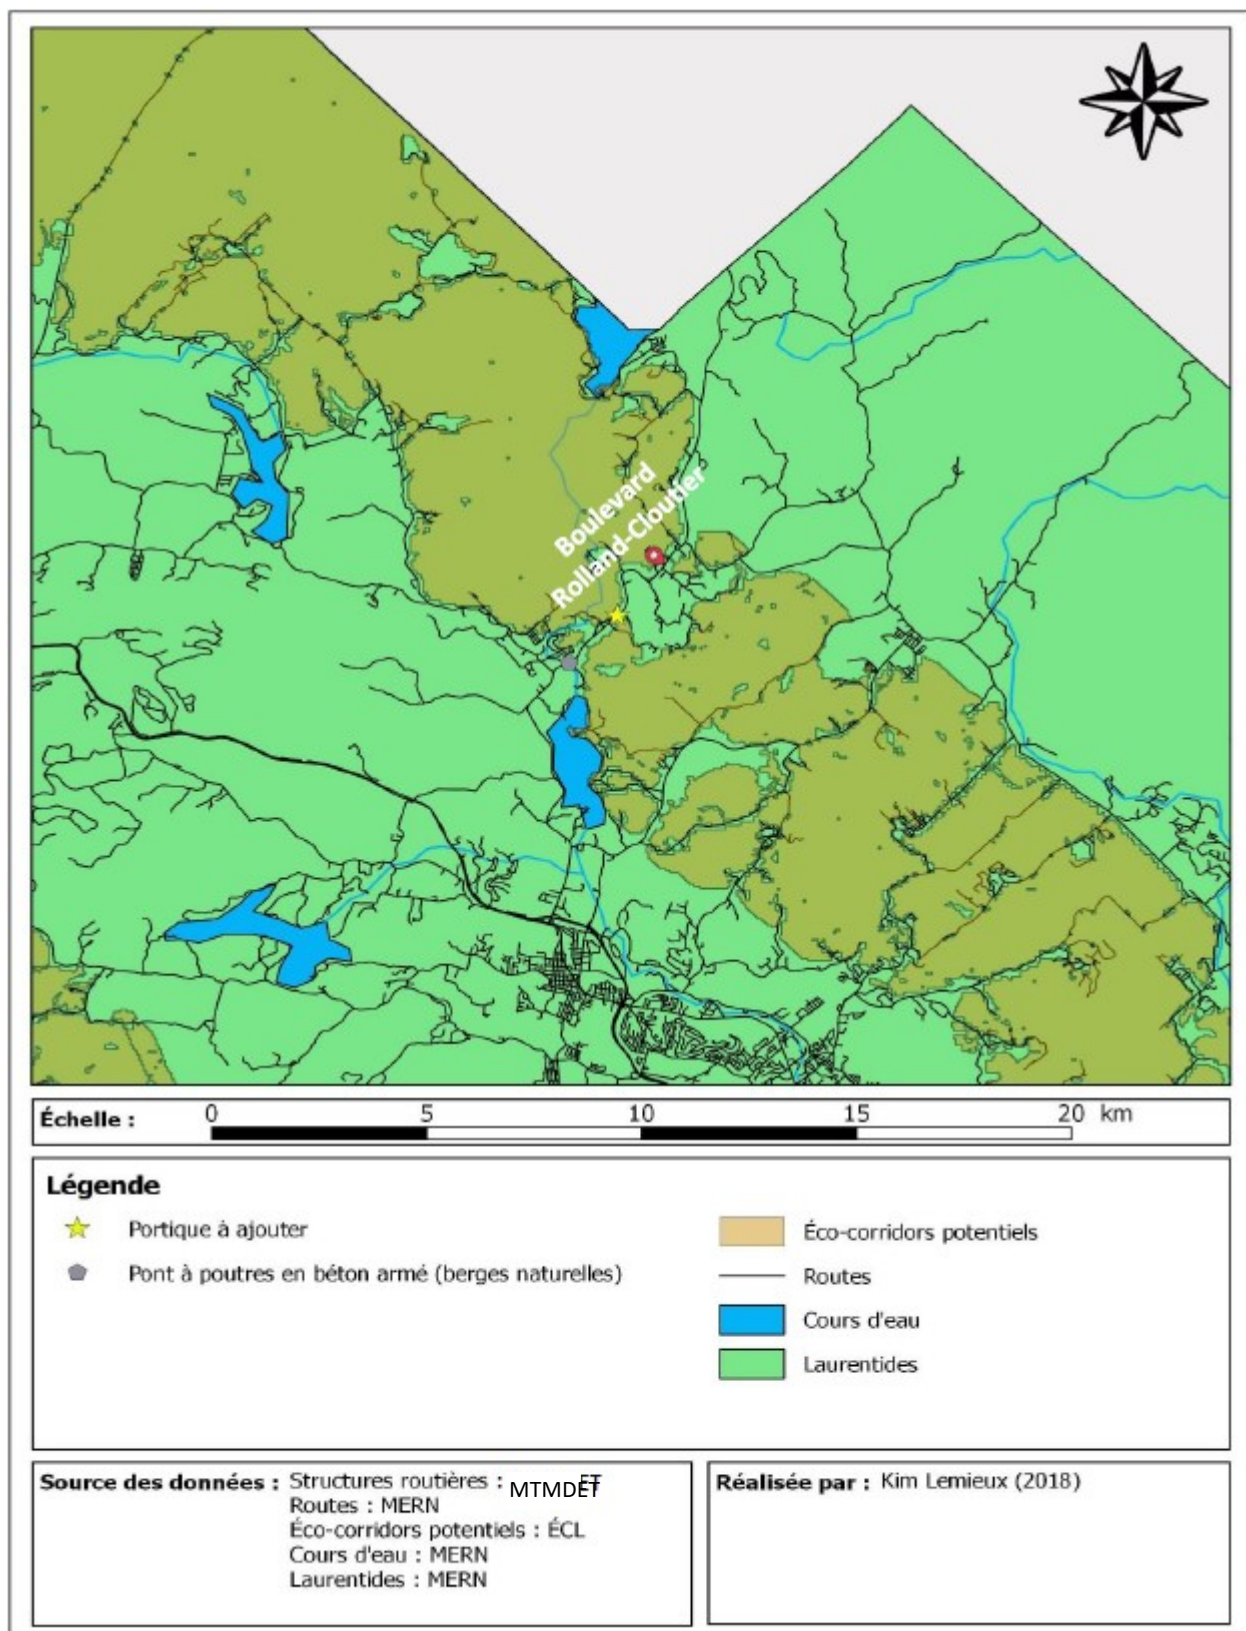 Boulevard
Rolland-Cloutier
Échelle :
0 5 10 15 20 km
Légende
Portique à ajouter
Pont à poutres en béton armé (berges naturelles)
Éco-corridors potentiels
Routes
Cours d'eau
Laurentides
Source des données : Structures routières : MTMDET
Routes : MERN
Éco-corridors potentiels : ÉCL
Cours d'eau : MERN
Laurentides : MERN
Réalisée par : Kim Lemieux (2018)